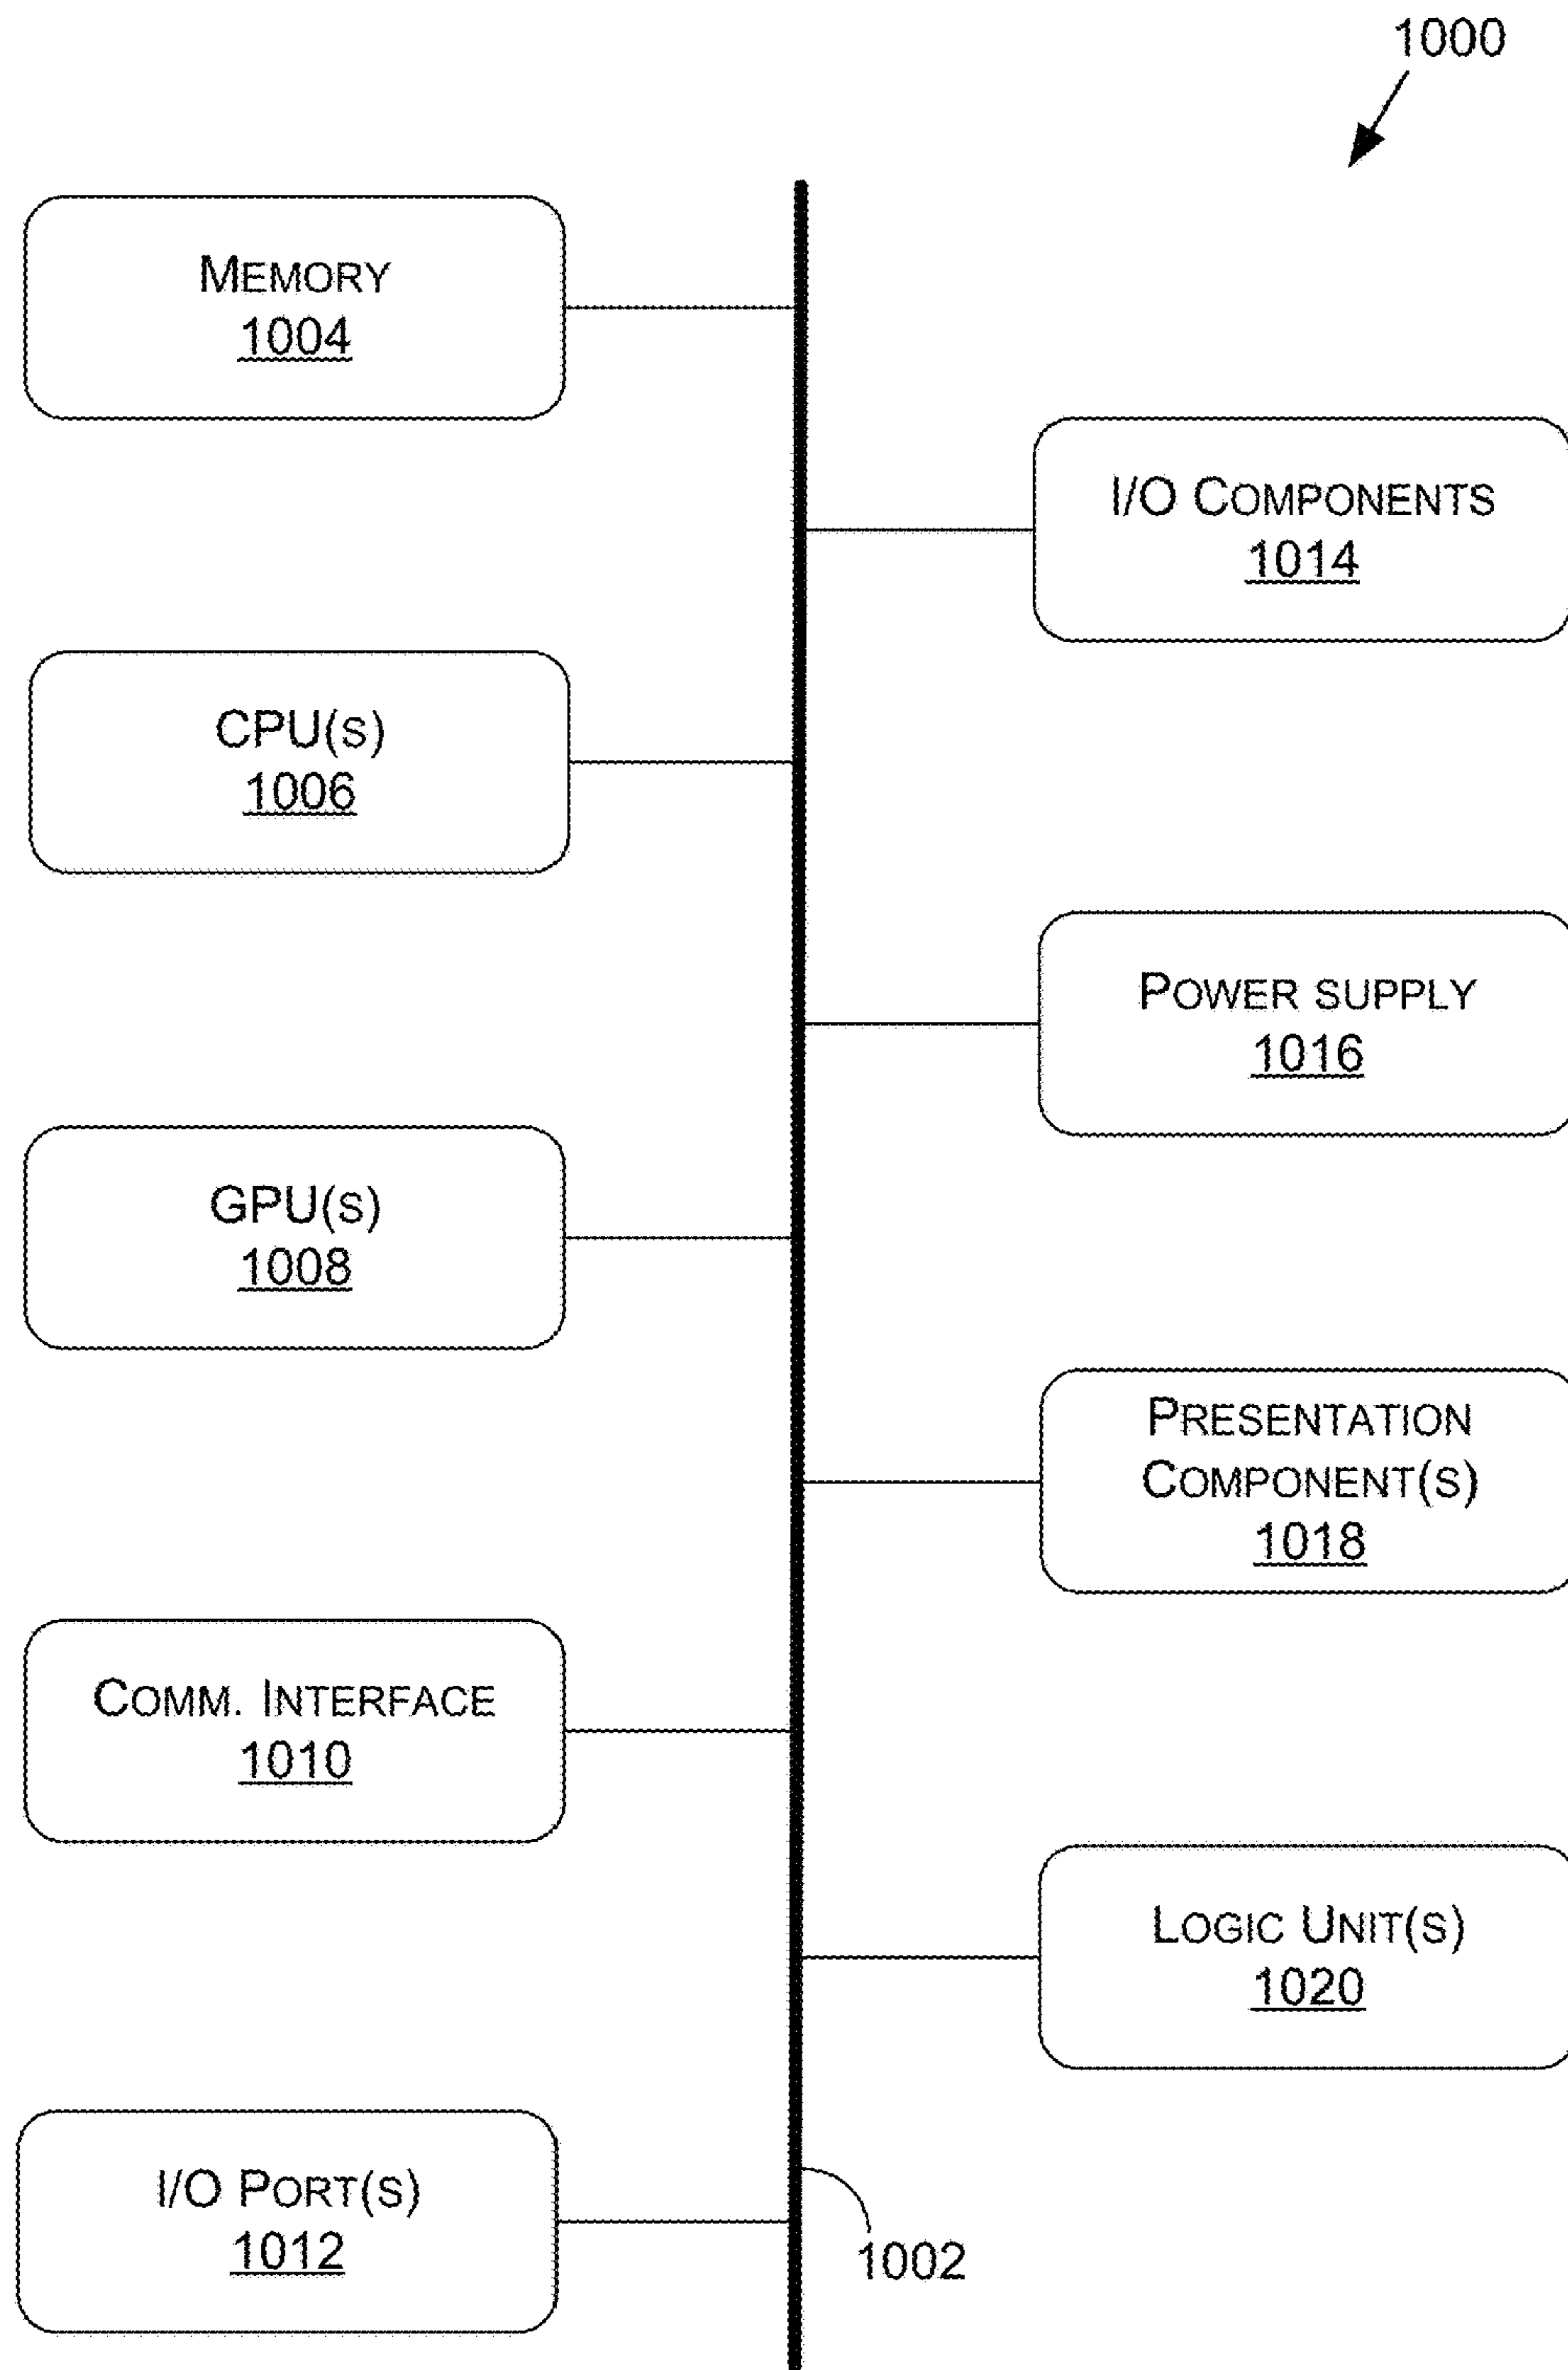 1000
MEMORY
1004
I/O COMPONENTS
1014
CPU(S)
1006
POWER SUPPLY
1016
GPU(S)
1008
PRESENTATION
COMPONENT(S)
1018
COMM. INTERFACE
1010
LOGIC UNIT(S)
1020
I/O PORT(S)
1012
1002